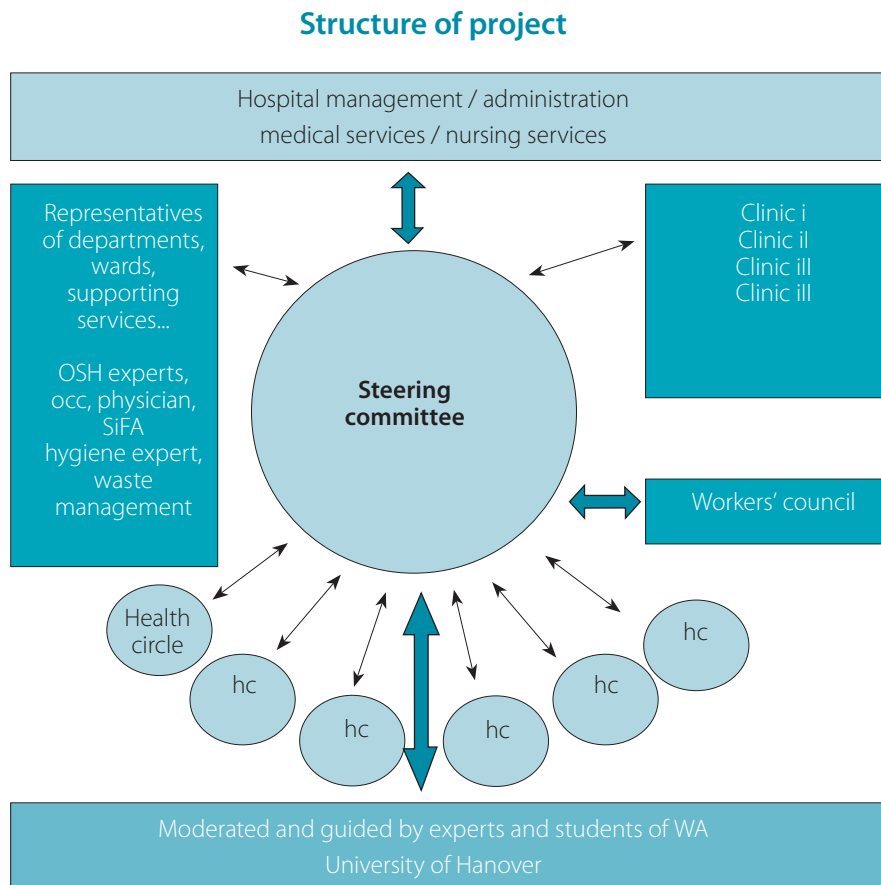 Structure of project
Hospital management / administration
medical services / nursing services
Representatives
of departments,
wards,
supporting
services...
OSH experts,
occ, physician,
SiFA
hygiene expert,
waste
management
Clinic i
Clinic il
Clinic ill
Clinic ill
Steering
committee
Workers’ council
Health
circle
hc
hc
hc
hc
hc
Moderated and guided by experts and students of WA
University of Hanover